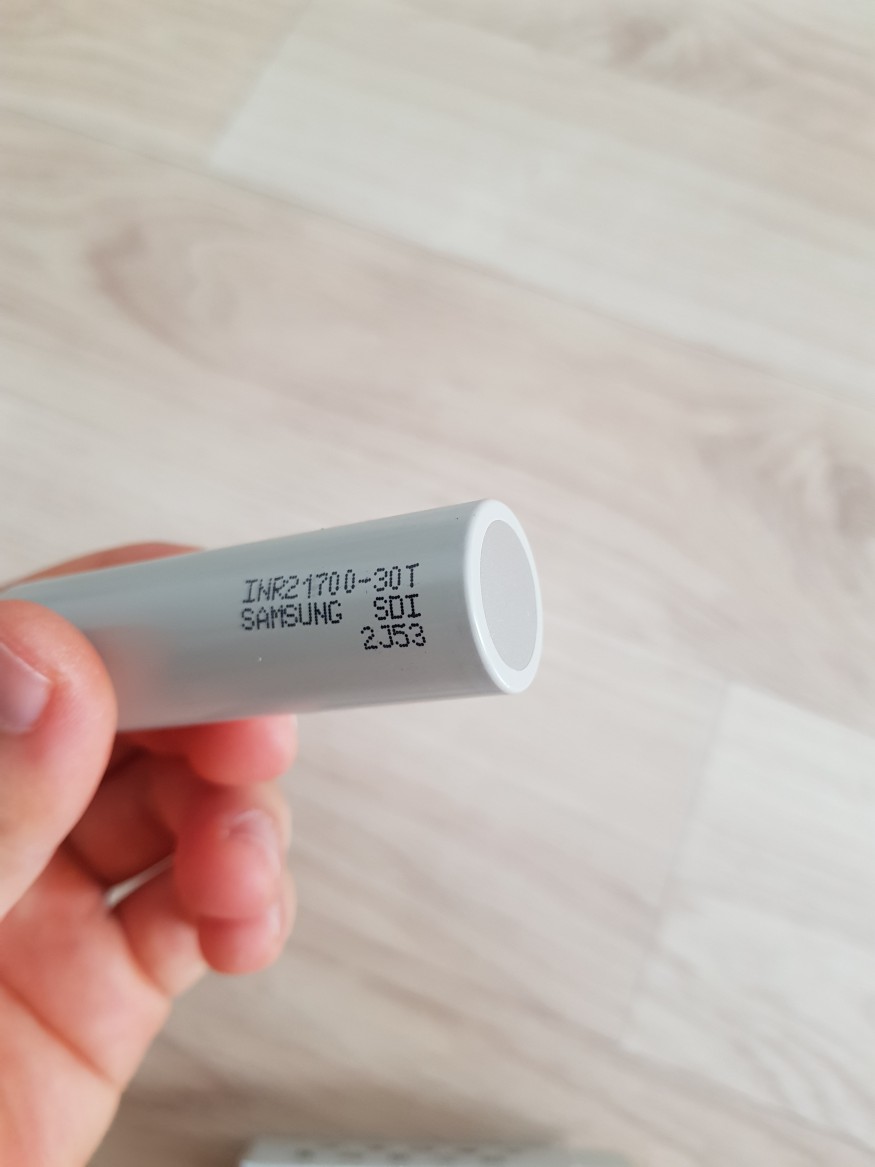 INR21700-30T
SAMSUNG SDI
2J53